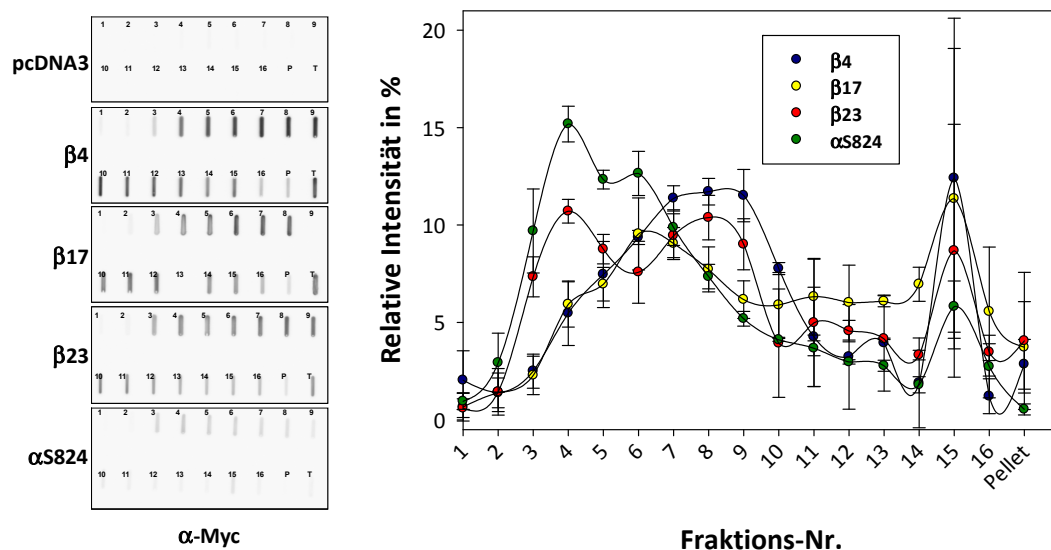 pcDNA3
1 2 3 4 5 6 7 8 9
10 11 12 13 14 15 16 P T
β4
1 2 3 4 5 6 7 8 9
10 11 12 13 14 15 16 P T
β17
1 2 3 4 5 6 7 8 9
10 11 12 13 14 15 16 P T
β23
1 2 3 4 5 6 7 8 9
10 11 12 13 14 15 16 P T
αS824
1 2 3 4 5 6 7 8 9
10 11 12 13 14 15 16 P T
α-Myc
Relative Intensität in %
20
15
10
5
0
β4
β17
β23
αS824
1 2 3 4 5 6 7 8 9 10 11 12 13 14 15 16 Pellet
Fraktions-Nr.